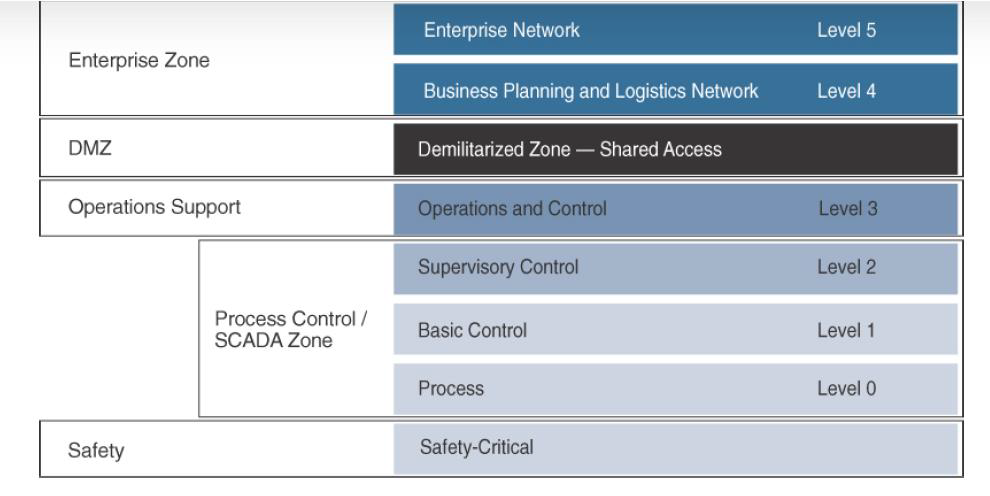 Enterprise Zone
Enterprise Network Level 5
Business Planning and Logistics Network Level 4
DMZ
Demilitarized Zone — Shared Access
Operations Support
Operations and Control Level 3
Process Control /
SCADA Zone
Supervisory Control Level 2
Basic Control Level 1
Process Level 0
Safety
Safety-Critical